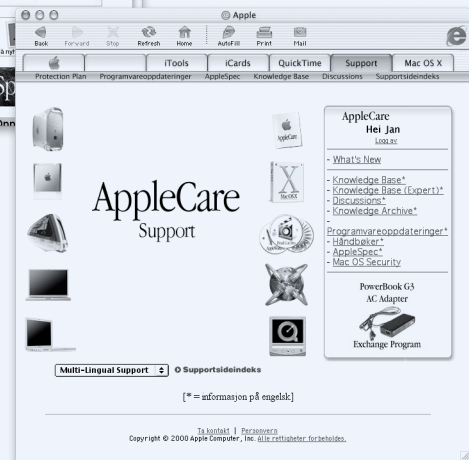 Apple
Back Forward Stop Refresh Home AutoFill Print Mail
iTools iCards QuickTime Support Mac OS X
Protection Plan Programvareoppdateringer AppleSpec Knowledge Base Discussions Supportsideindeks
AppleCare
Support
AppleCare
Hei Jan
Logg av
- What's New
- Knowledge Base*
- Knowledge Base (Expert)*
- Discussions*
- Knowledge Archive*
-
Programvareoppdateringer*
- Håndbøker*
- AppleSpec*
- Mac OS Security
PowerBook G3
AC Adapter
Exchange Program
Multi-Lingual Support Supportsideindeks
[* = informasjon på engelsk]
Ta kontakt | Personvern
Copyright © 2000 Apple Computer, Inc. Alle rettigheter forbeholdes.